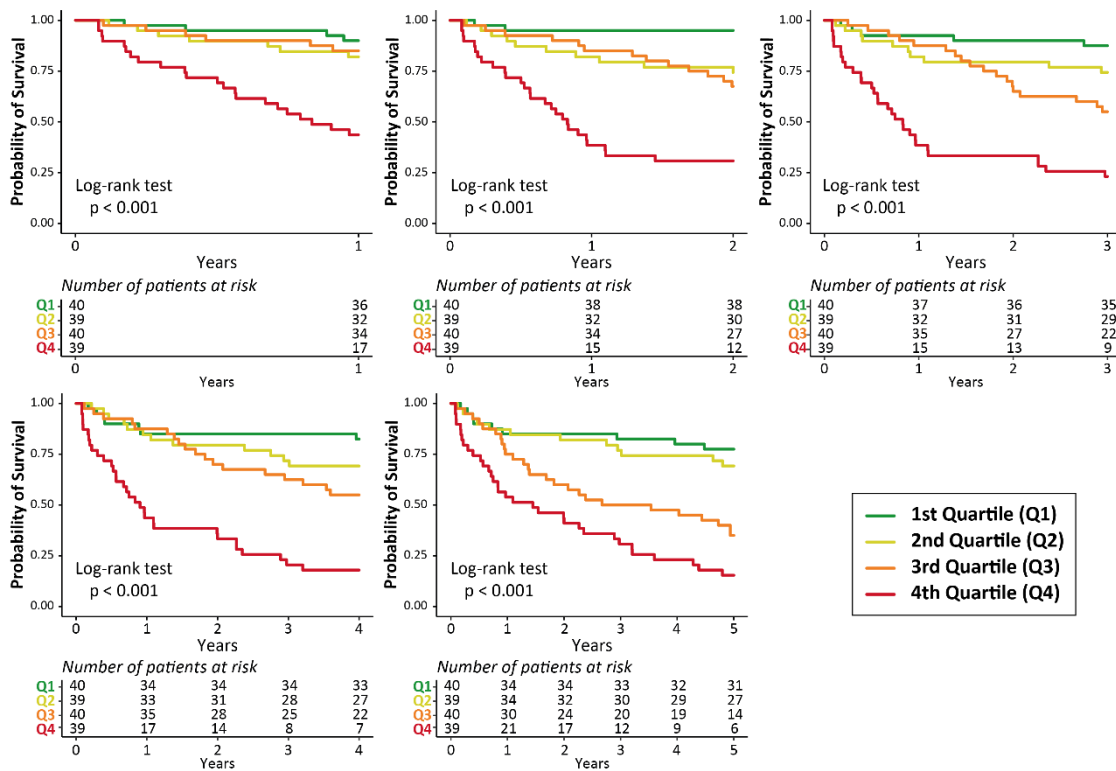 Probability of Survival
1.00
0.75
0.50
0.25
0.00
Log-rank test
p < 0.001
0 1
Years
Number of patients at risk
Q1 40 36
Q2 39 32
Q3 40 34
Q4 39 17
0 1
Years
Probability of Survival
1.00
0.75
0.50
0.25
0.00
Log-rank test
p < 0.001
0 1 2
Years
Number of patients at risk
Q1 40 38 38
Q2 39 32 30
Q3 40 34 27
Q4 39 15 12
0 1 2
Years
Probability of Survival
1.00
0.75
0.50
0.25
0.00
Log-rank test
p < 0.001
0 1 2 3
Years
Number of patients at risk
Q1 40 37 36 35
Q2 39 32 31 29
Q3 40 35 27 22
Q4 39 15 13 9
0 1 2 3
Years
Probability of Survival
1.00
0.75
0.50
0.25
0.00
Log-rank test
p < 0.001
0 1 2 3 4
Years
Number of patients at risk
Q1 40 34 34 34 33
Q2 39 33 31 28 27
Q3 40 35 28 25 22
Q4 39 17 14 8 7
0 1 2 3 4
Years
Probability of Survival
1.00
0.75
0.50
0.25
0.00
Log-rank test
p < 0.001
0 1 2 3 4 5
Years
Number of patients at risk
Q1 40 34 34 33 32 31
Q2 39 34 32 30 29 27
Q3 40 30 24 20 19 14
Q4 39 21 17 12 9 6
0 1 2 3 4 5
Years
1st Quartile (Q1)
2nd Quartile (Q2)
3rd Quartile (Q3)
4th Quartile (Q4)